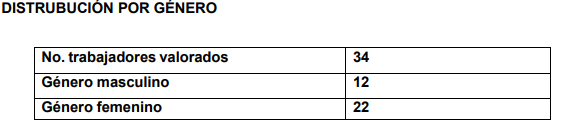 DISTRUBUCIÓN POR GÉNERO
No. trabajadores valorados 34
Género masculino 12
Género femenino 22